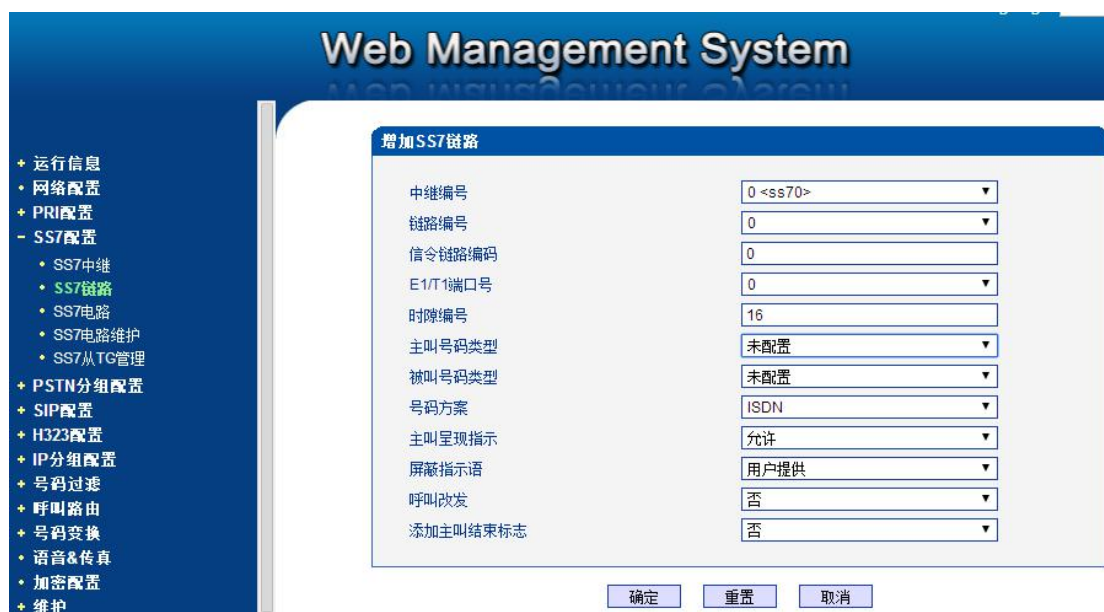 Web Management System
增加SS7链路
+ 运行信息
• 网络配置
+ PRI配置
- SS7配置
• SS7中继
• SS7链路
• SS7电路
• SS7电路维护
• SS7从TG管理
+ PSTN分组配置
+ SIP配置
+ H323配置
+ IP分组配置
+ 号码过滤
+ 呼叫路由
+ 号码变换
• 语音&传真
• 加密配置
+ 维护
中继编号 0 <ss70>
链路编号 0
信令链路编码 0
E1/T1端口号 0
时隙编号 16
主叫号码类型 未配置
被叫号码类型 未配置
号码方案 ISDN
主叫呈现指示 允许
屏蔽指示语 用户提供
呼叫改发 否
添加主叫结束标志 否
确定 重置 取消